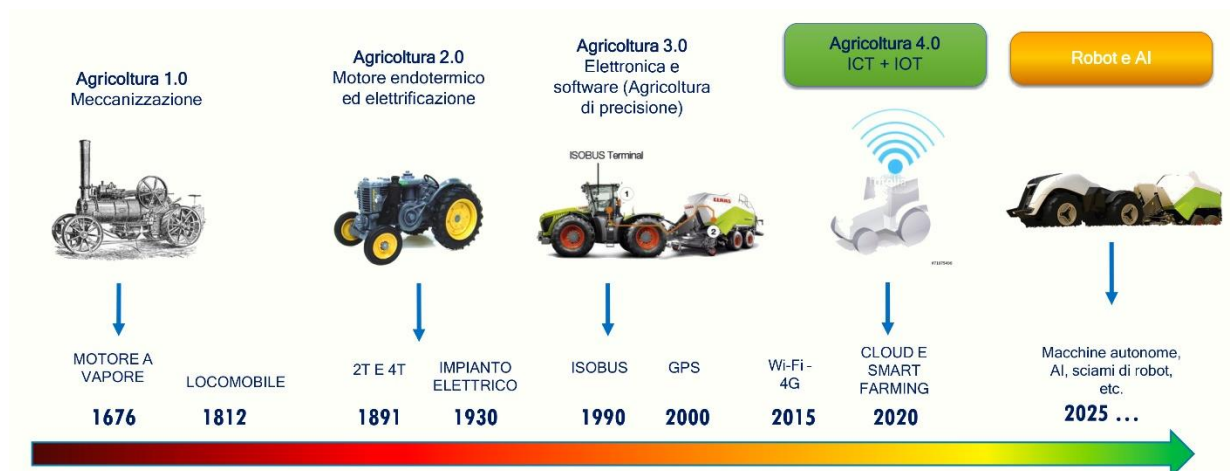 Agricoltura 1.0
Meccanizzazione
Agricoltura 2.0
Motore endotermico
ed elettrificazione
Agricoltura 3.0
Elettronica e
software (Agricoltura
di precisione)
Agricoltura 4.0
ICT + IOT
Robot e AI
ISOBUS Terminal
1
CLAAS
2
MOTORE A
VAPORE
1676
LOCOMOBILE
1812
2T E 4T
1891
IMPIANTO
ELETTRICO
1930
ISOBUS
1990
GPS
2000
Wi-Fi -
4G
2015
CLOUD E
SMART
FARMING
2020
Macchine autonome,
AI, sciami di robot,
etc.
2025 ...